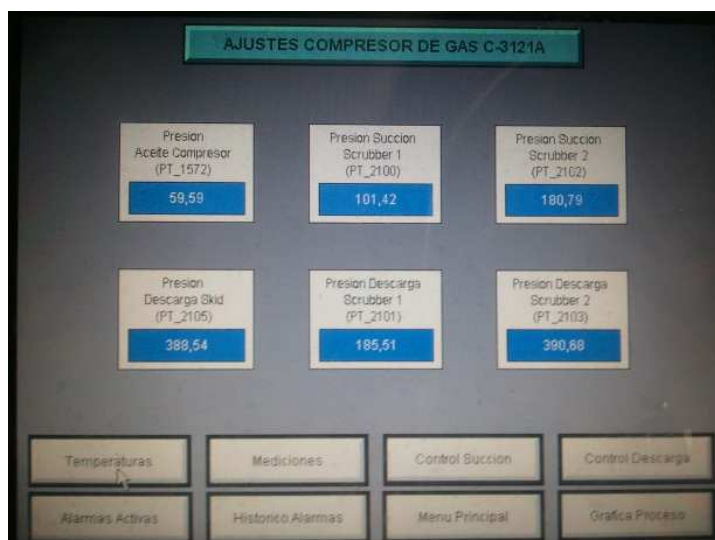 AJUSTES COMPRESOR DE GAS C-3121A
Presion
Aceite Compresor
(PT_1572)
59,59
Presion Succion
Scrubber 1
(PT_2100)
101,42
Presion Succion
Scrubber 2
(PT_2102)
180,79
Presion
Descarga Skid
(PT_2105)
388,54
Presion Descarga
Scrubber 1
(PT_2101)
185,51
Presion Descarga
Scrubber 2
(PT_2103)
390,68
Temperaturas
Mediciones
Control Succion
Control Descarga
Alarmas Activas
Historico Alarmas
Menu Principal
Grafica Proceso